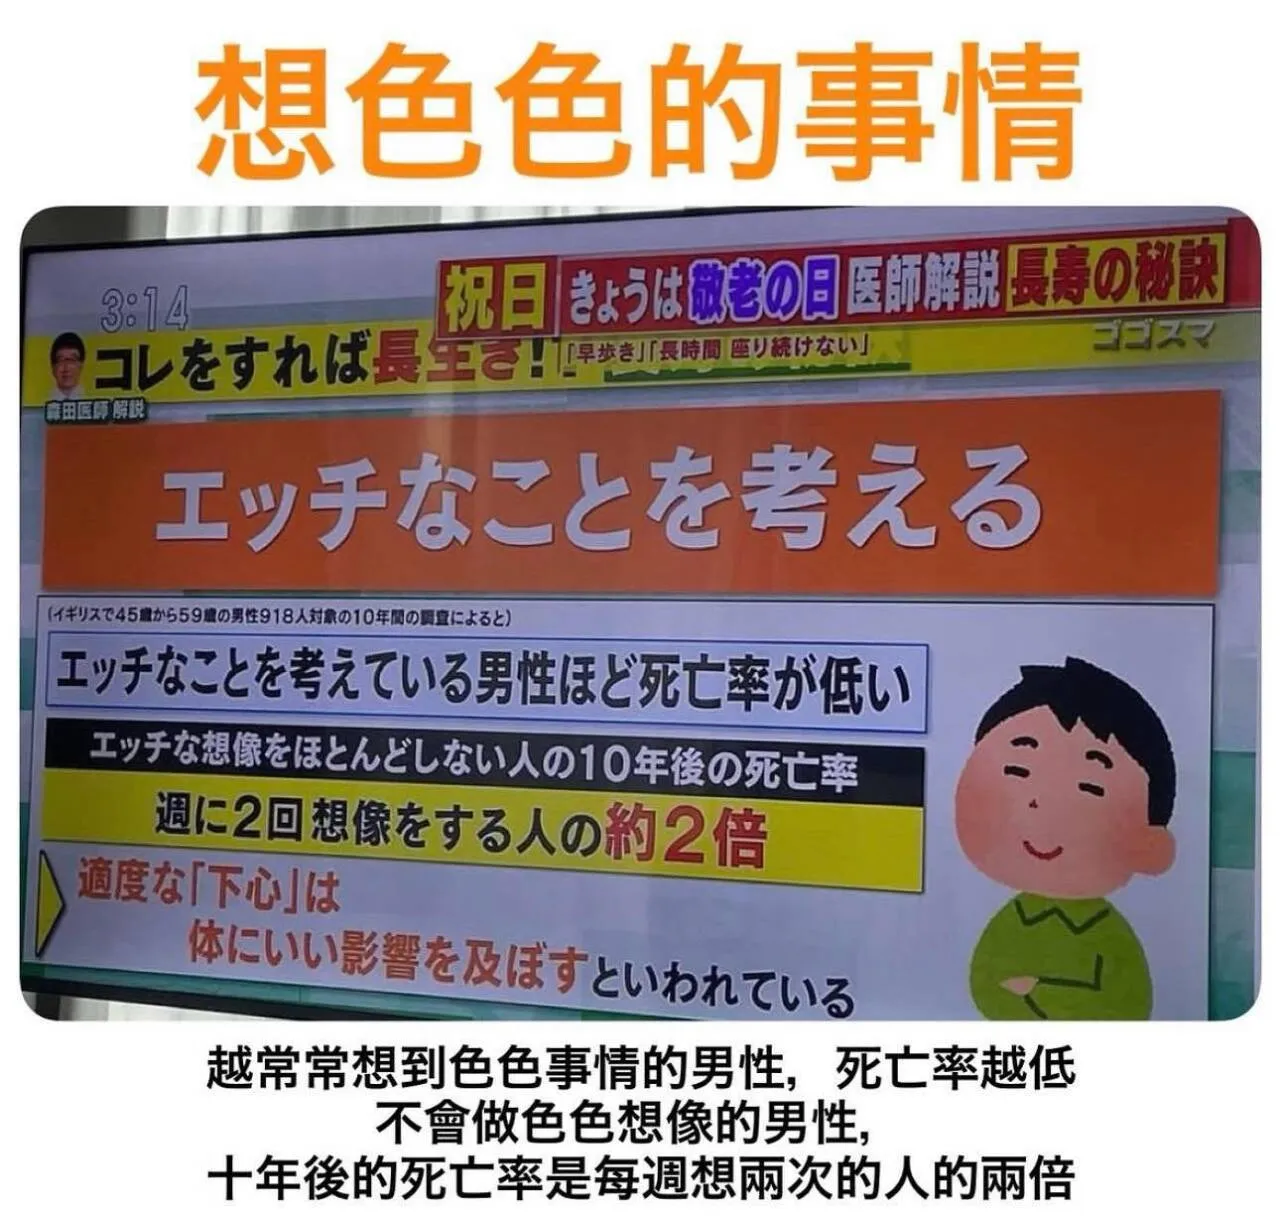 想色色的事情
3:14
祝日 きょうは敬老の日 医師解説 長寿の秘訣
ゴゴスマ
コレをすれば長生き! 「早歩き」「長時間 座り続けない」
森田医師 解説
エッチなことを考える
(イギリスで45歳から59歳の男性918人対象の10年間の調査によると)
エッチなことを考えている男性ほど死亡率が低い
エッチな想像をほとんどしない人の10年後の死亡率
週に2回 想像をする人の約2倍
適度な「下心」は
体にいい影響を及ぼすといわれている
越常常想到色色事情的男性，死亡率越低
不會做色色想像的男性，
十年後的死亡率是每週想兩次的人的兩倍